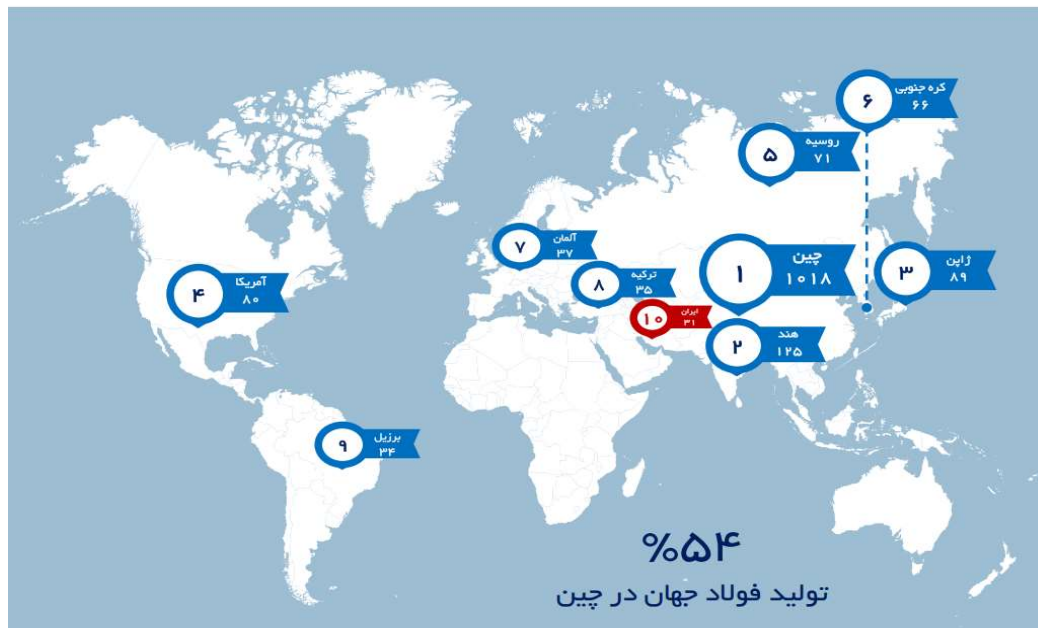 ۶
کره جنوبی
۶۶
۵
روسیه
۷۱
۷
آلمان
۳۷
۱
چین
۱۰۱۸
۳
ژاپن
۸۹
۴
آمریکا
۸۰
۸
ترکیه
۳۵
۱۰
ایران
۳۱
۲
هند
۱۲۵
۹
برزیل
۳۴
%۵۴
تولید فولاد جهان در چین